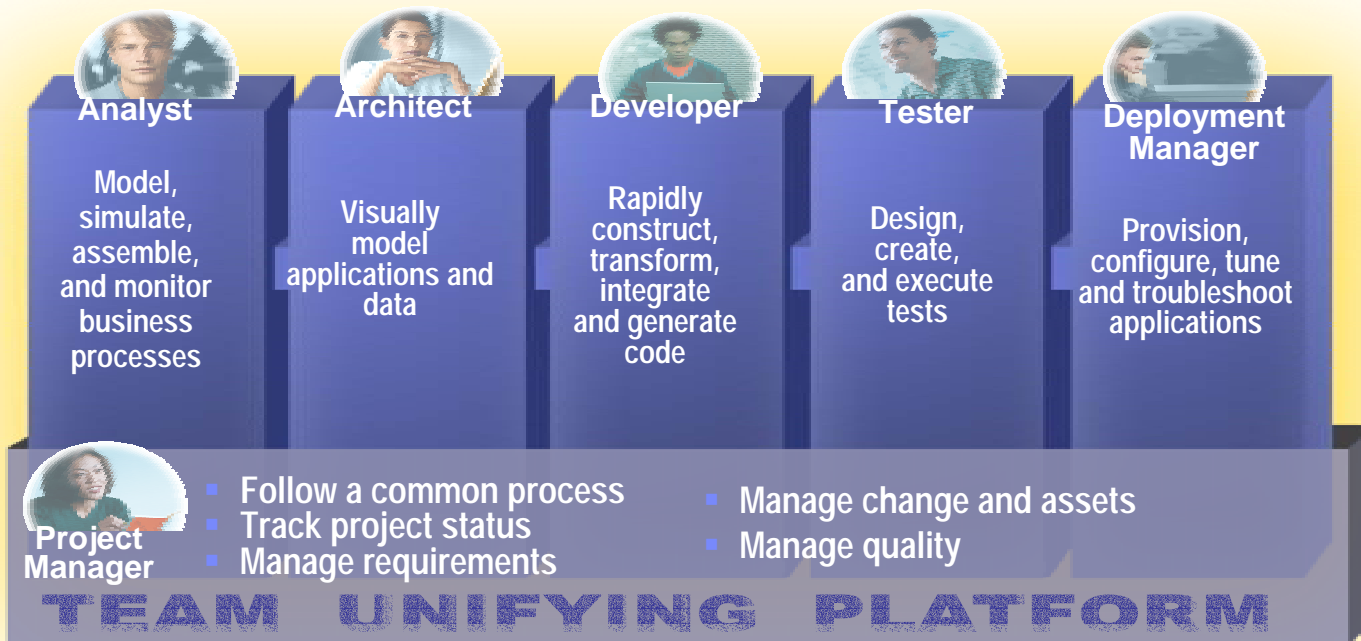 Analyst
Model,
simulate,
assemble,
and monitor
business
processes
Architect
Visually
model
applications and
data
Developer
Rapidly
construct,
transform,
integrate
and generate
code
Tester
Design,
create,
and execute
tests
Deployment
Manager
Provision,
configure, tune
and troubleshoot
applications
Project
Manager
Follow a common process
Track project status
Manage requirements
Manage change and assets
Manage quality
TEAM UNIFYING PLATFORM